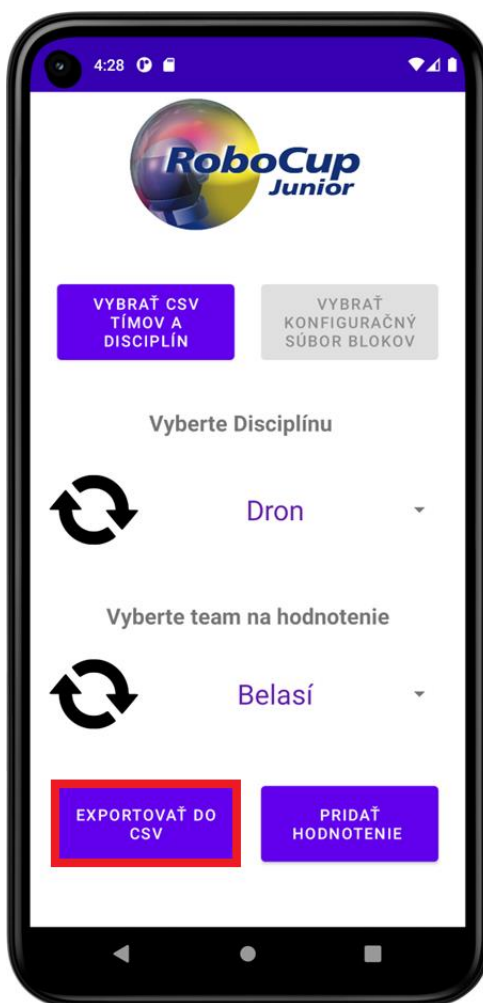 4:28
RoboCup
Junior
VYBRAŤ CSV
TÍMOV A
DISCIPLÍN
VYBRAŤ
KONFIGURAČNÝ
SÚBOR BLOKOV
Vyberte Disciplínu
Dron
Vyberte team na hodnotenie
Belasí
EXPORTOVAŤ DO
CSV
PRIDAŤ
HODNOTENIE